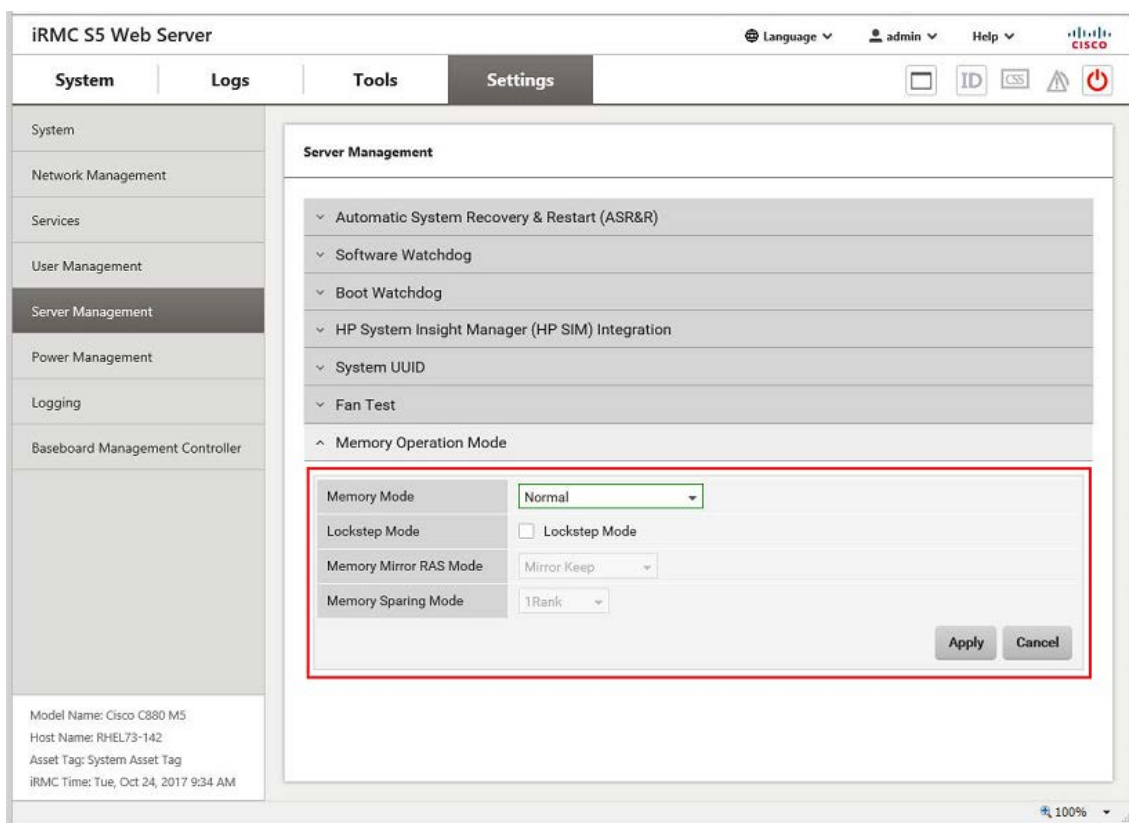 iRMC S5 Web Server
Language
admin
Help
CISCO
System
Logs
Tools
Settings
ID
CSS
System
Network Management
Services
User Management
Server Management
Power Management
Logging
Baseboard Management Controller
Server Management
Automatic System Recovery & Restart (ASR&R)
Software Watchdog
Boot Watchdog
HP System Insight Manager (HP SIM) Integration
System UUID
Fan Test
Memory Operation Mode
Memory Mode Normal
Lockstep Mode Lockstep Mode
Memory Mirror RAS Mode Mirror Keep
Memory Sparing Mode 1Rank
Apply Cancel
Model Name: Cisco C880 M5
Host Name: RHEL73-142
Asset Tag: System Asset Tag
iRMC Time: Tue, Oct 24, 2017 9:34 AM
100%